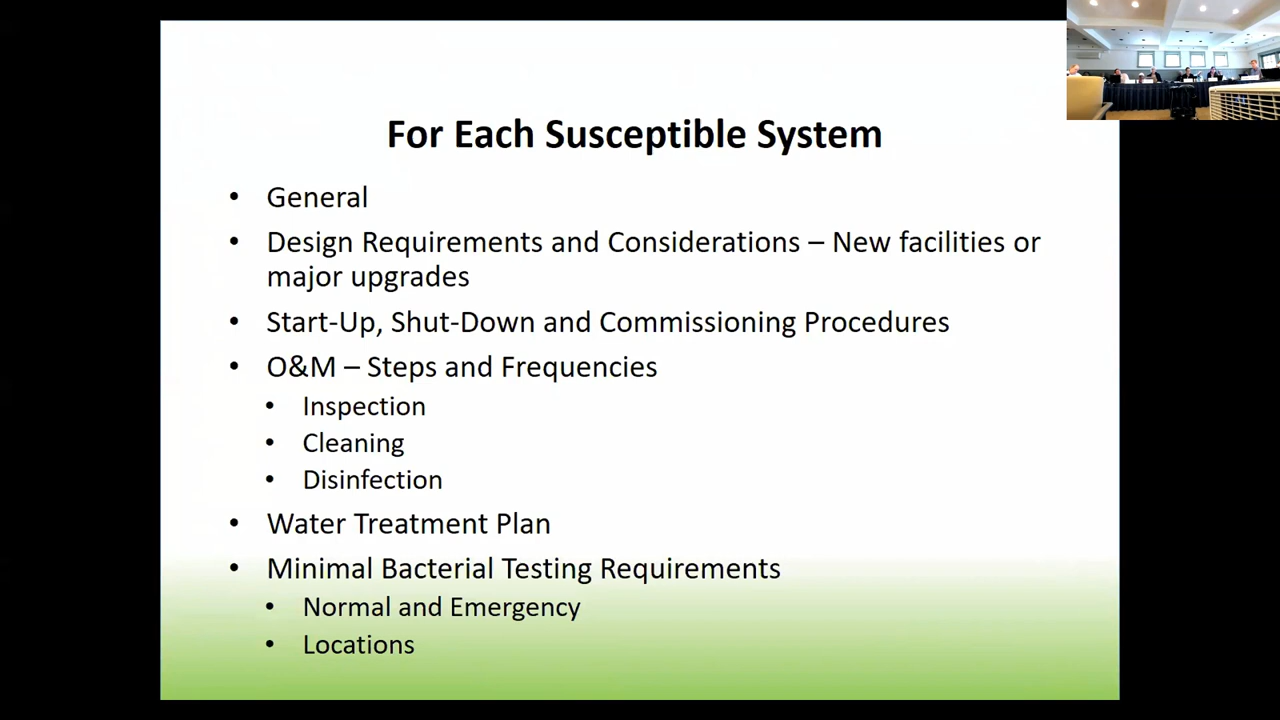 For Each Susceptible System
• General
• Design Requirements and Considerations – New facilities or
major upgrades
• Start-Up, Shut-Down and Commissioning Procedures
• O&M – Steps and Frequencies
• Inspection
• Cleaning
• Disinfection
• Water Treatment Plan
• Minimal Bacterial Testing Requirements
• Normal and Emergency
• Locations